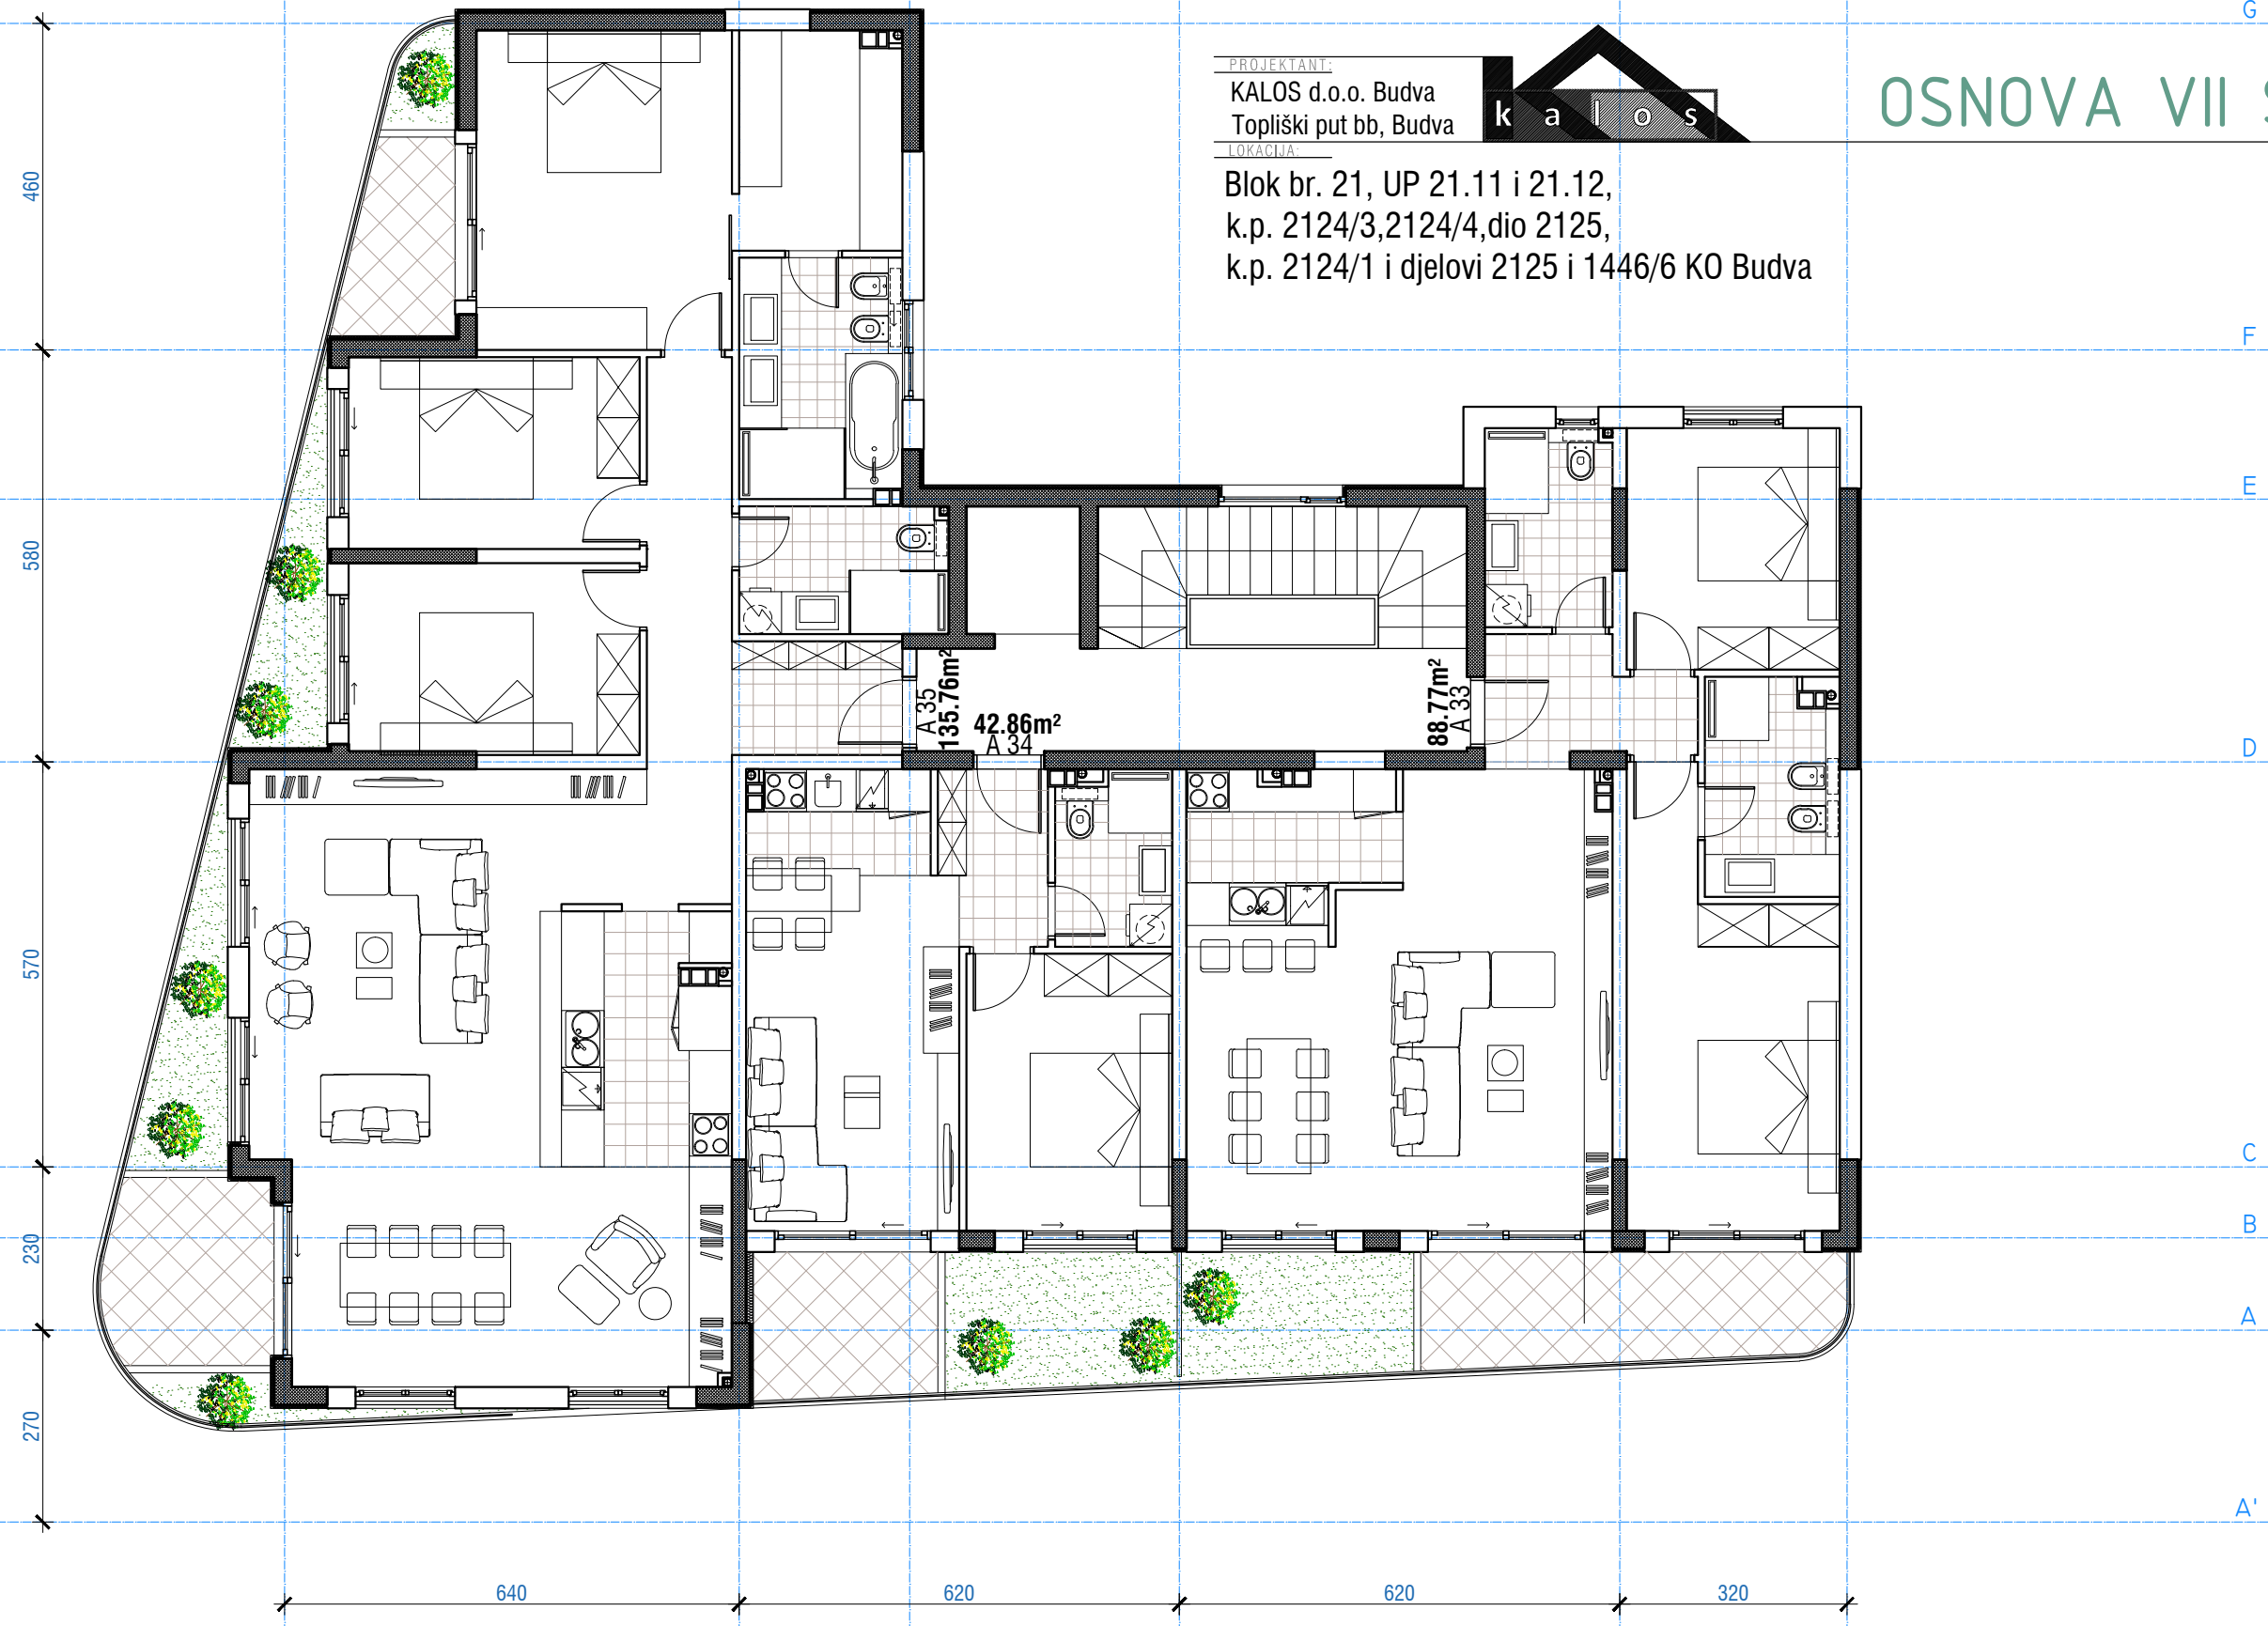 G
PROJEKTANT:
KALOS d.o.o. Budva
Topliški put bb, Budva
kalos
OSNOVA VII
LOKACIJA:
Blok br. 21, UP 21.11 i 21.12,
k.p. 2124/3,2124/4,dio 2125,
k.p. 2124/1 i djelovi 2125 i 1446/6 KO Budva
460
F
E
580
A 35
135.76m²
42.86m²
A 34
88.77m²
A 33
D
570
C
230
B
A
270
A'
640
620
620
320